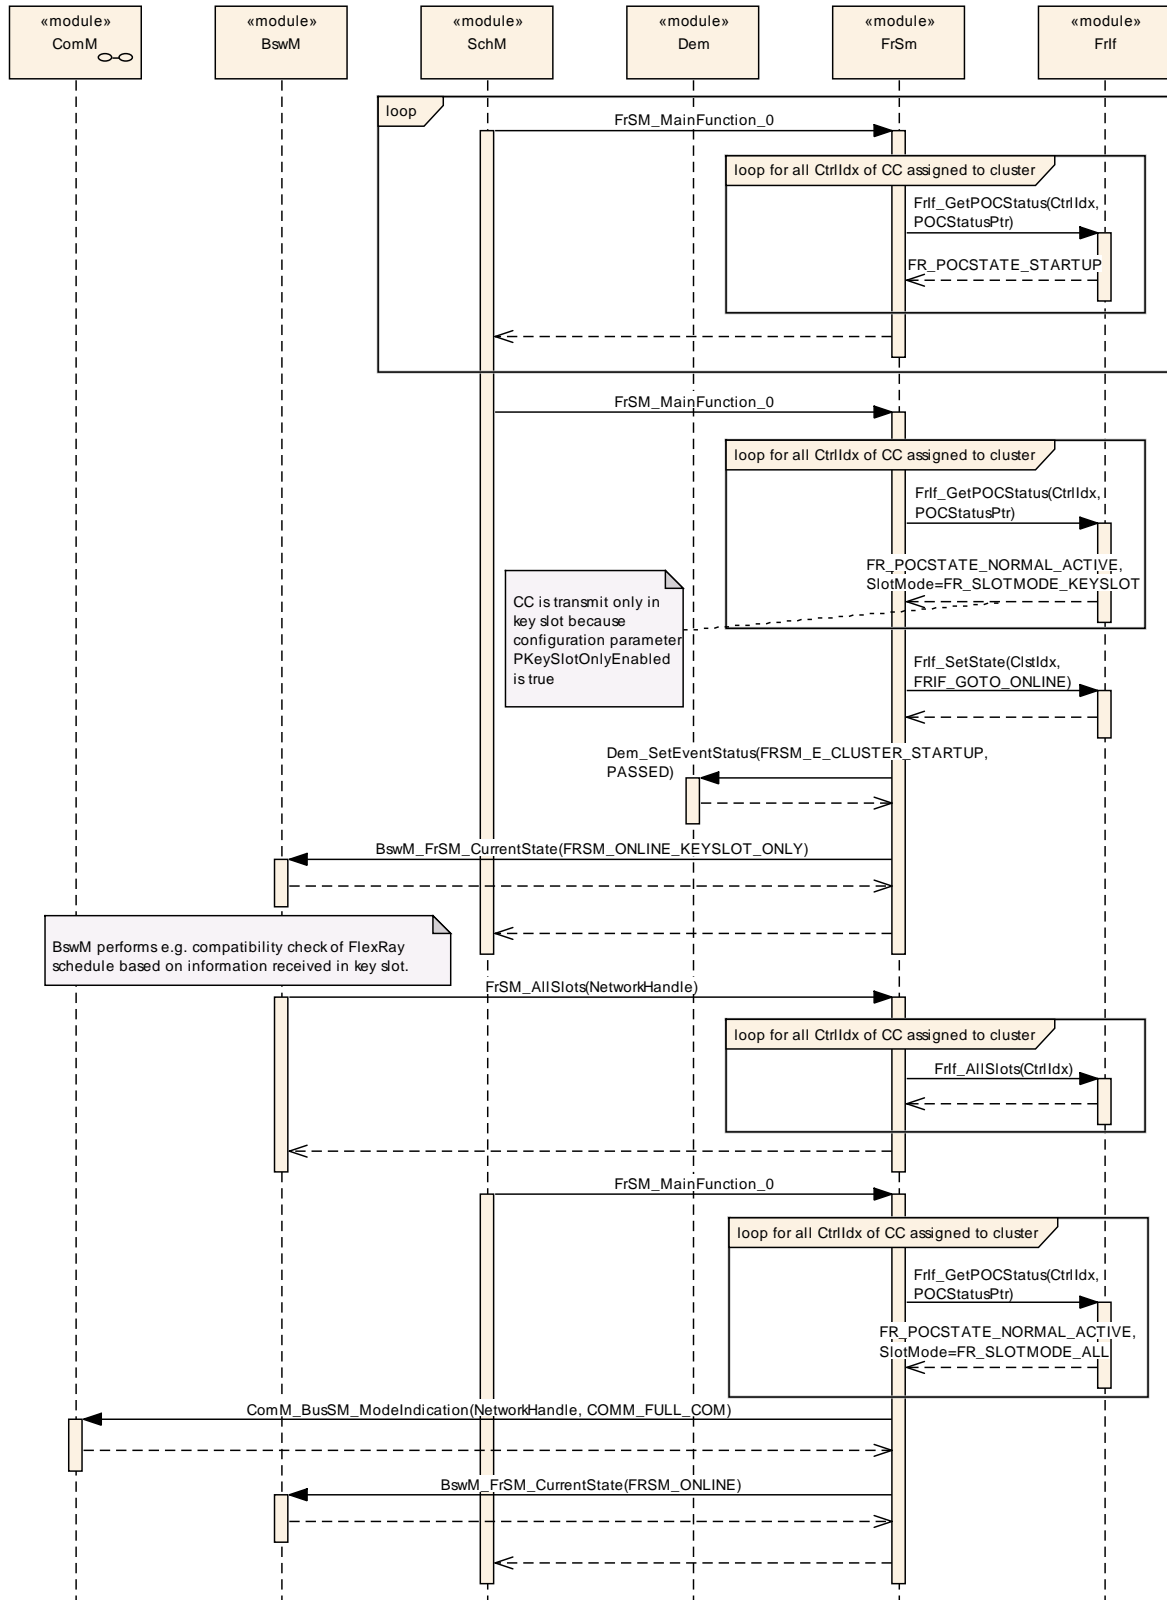 «module»
ComM
«module»
BswM
«module»
SchM
«module»
Dem
«module»
FrSm
«module»
FrIf
loop
FrSM_MainFunction_0
loop for all CtrlIdx of CC assigned to cluster
FrIf_GetPOCStatus(CtrlIdx,
POCStatusPtr)
FR_POCSTATE_STARTUP
FrSM_MainFunction_0
loop for all CtrlIdx of CC assigned to cluster
FrIf_GetPOCStatus(CtrlIdx,
POCStatusPtr)
FR_POCSTATE_NORMAL_ACTIVE,
SlotMode=FR_SLOTMODE_KEYSLOT
CC is transmit only in
key slot because
configuration parameter
PKeySlotOnlyEnabled
is true
FrIf_SetState(ClstIdx,
FRIF_GOTO_ONLINE)
Dem_SetEventStatus(FRSM_E_CLUSTER_STARTUP,
PASSED)
BswM_FrSM_CurrentState(FRSM_ONLINE_KEYSLOT_ONLY)
BswM performs e.g. compatibility check of FlexRay
schedule based on information received in key slot.
FrSM_AllSlots(NetworkHandle)
loop for all CtrlIdx of CC assigned to cluster
FrIf_AllSlots(CtrlIdx)
FrSM_MainFunction_0
loop for all CtrlIdx of CC assigned to cluster
FrIf_GetPOCStatus(CtrlIdx,
POCStatusPtr)
FR_POCSTATE_NORMAL_ACTIVE,
SlotMode=FR_SLOTMODE_ALL
ComM_BusSM_ModeIndication(NetworkHandle, COMM_FULL_COM)
BswM_FrSM_CurrentState(FRSM_ONLINE)